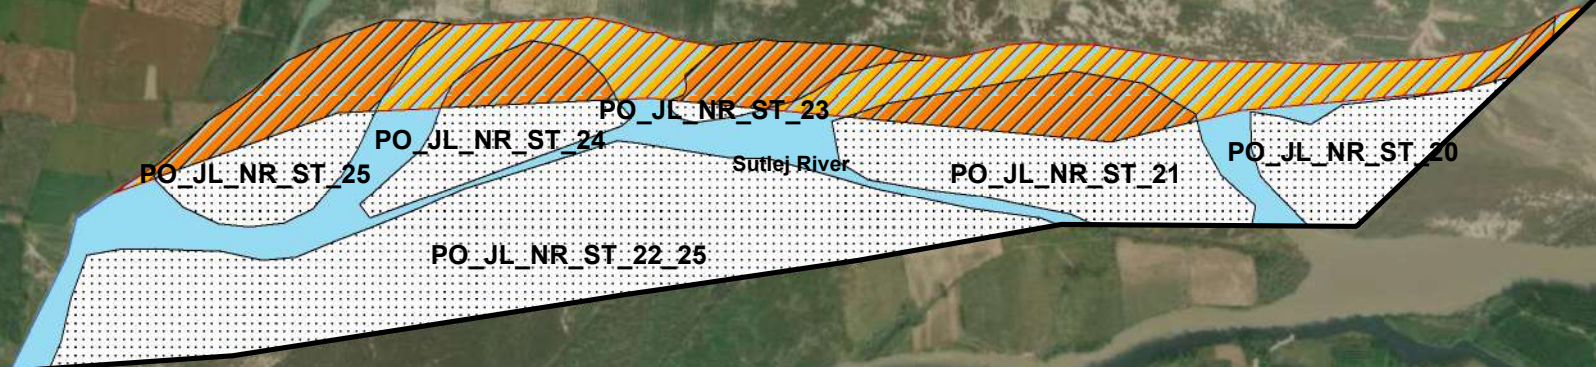 PO_JL_NR_ST_23
PO_JL_NR_ST_24
PO_JL_NR_ST_20
Sutlej River
PO_JL_NR_ST_25
PO_JL_NR_ST_21
PO_JL_NR_ST_22_25